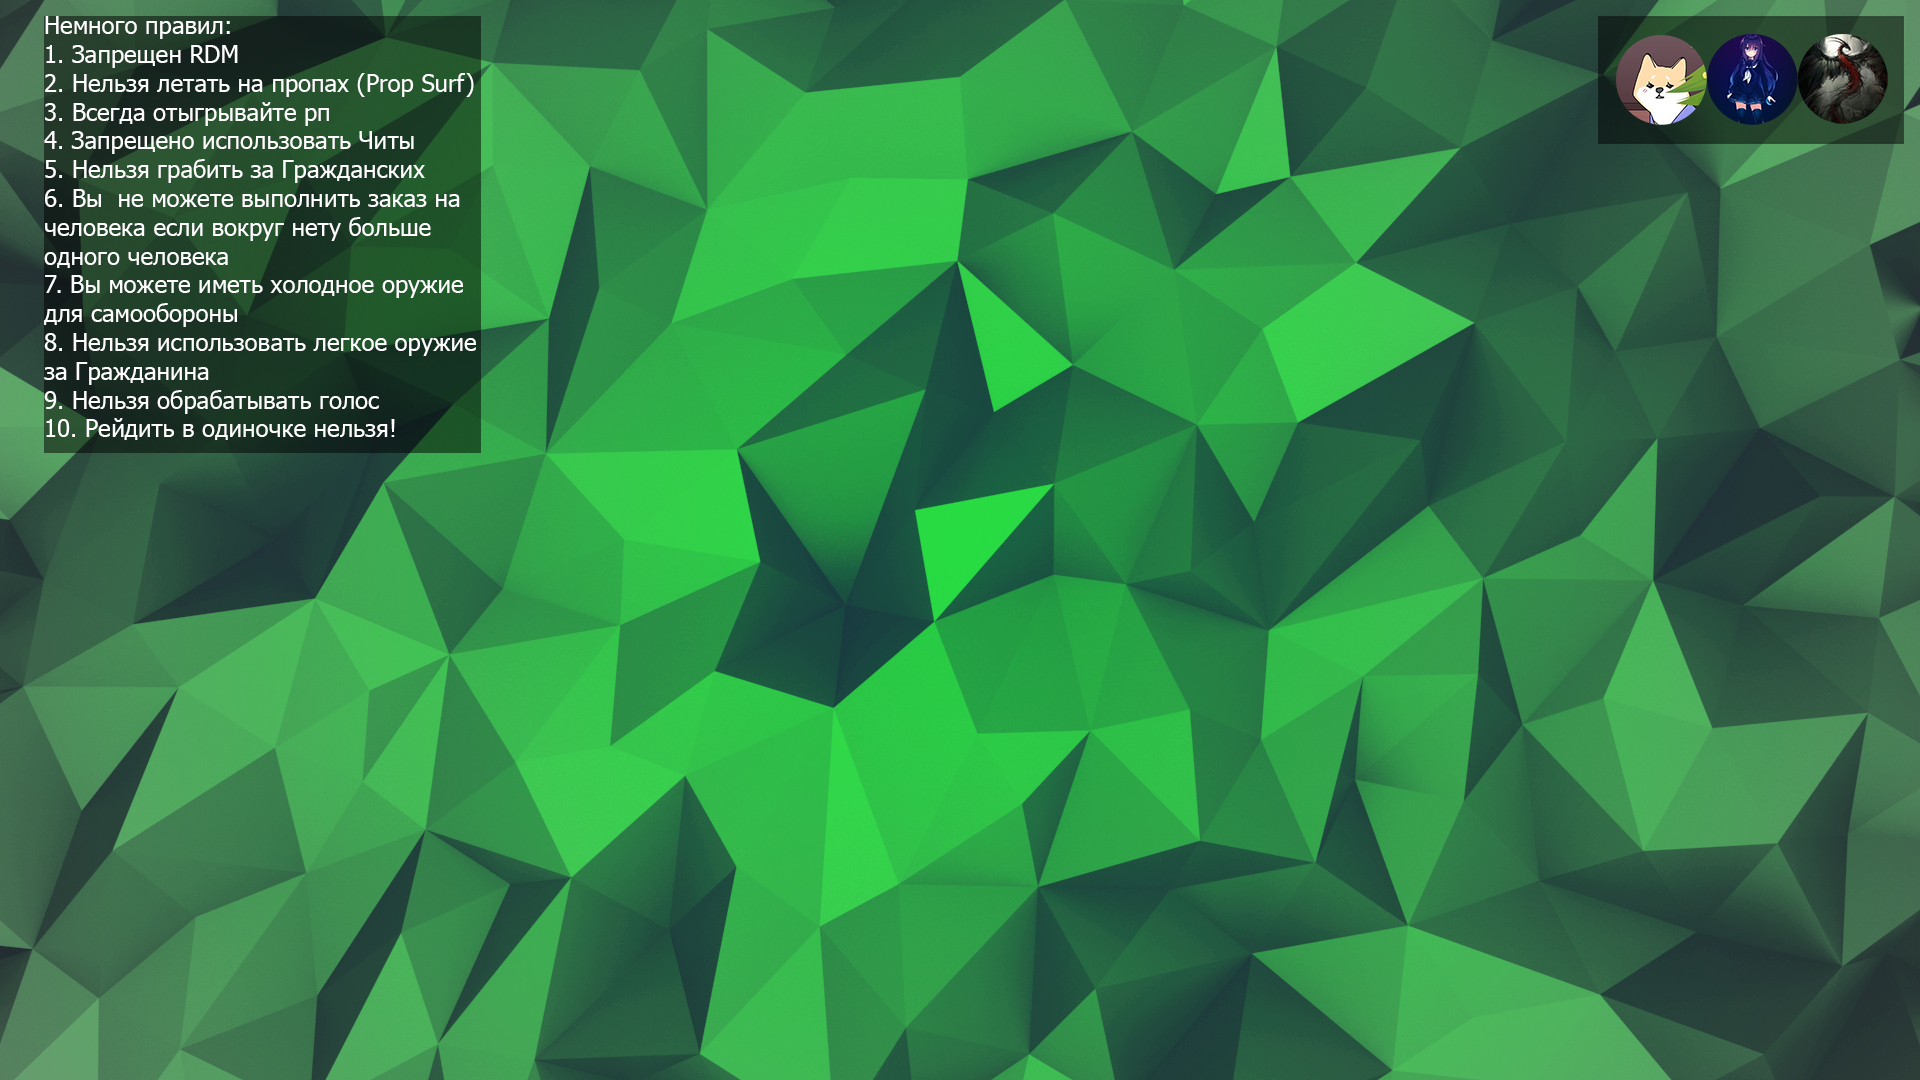 Немного правил:
1. Запрещен RDM
2. Нельзя летать на пропах (Prop Surf)
3. Всегда отыгрывайте рп
4. Запрещено использовать Читы
5. Нельзя грабить за Гражданских
6. Вы  не можете выполнить заказ на
человека если вокруг нету больше
одного человека
7. Вы можете иметь холодное оружие
для самообороны
8. Нельзя использовать легкое оружие
за Гражданина
9. Нельзя обрабатывать голос
10. Рейдить в одиночке нельзя!